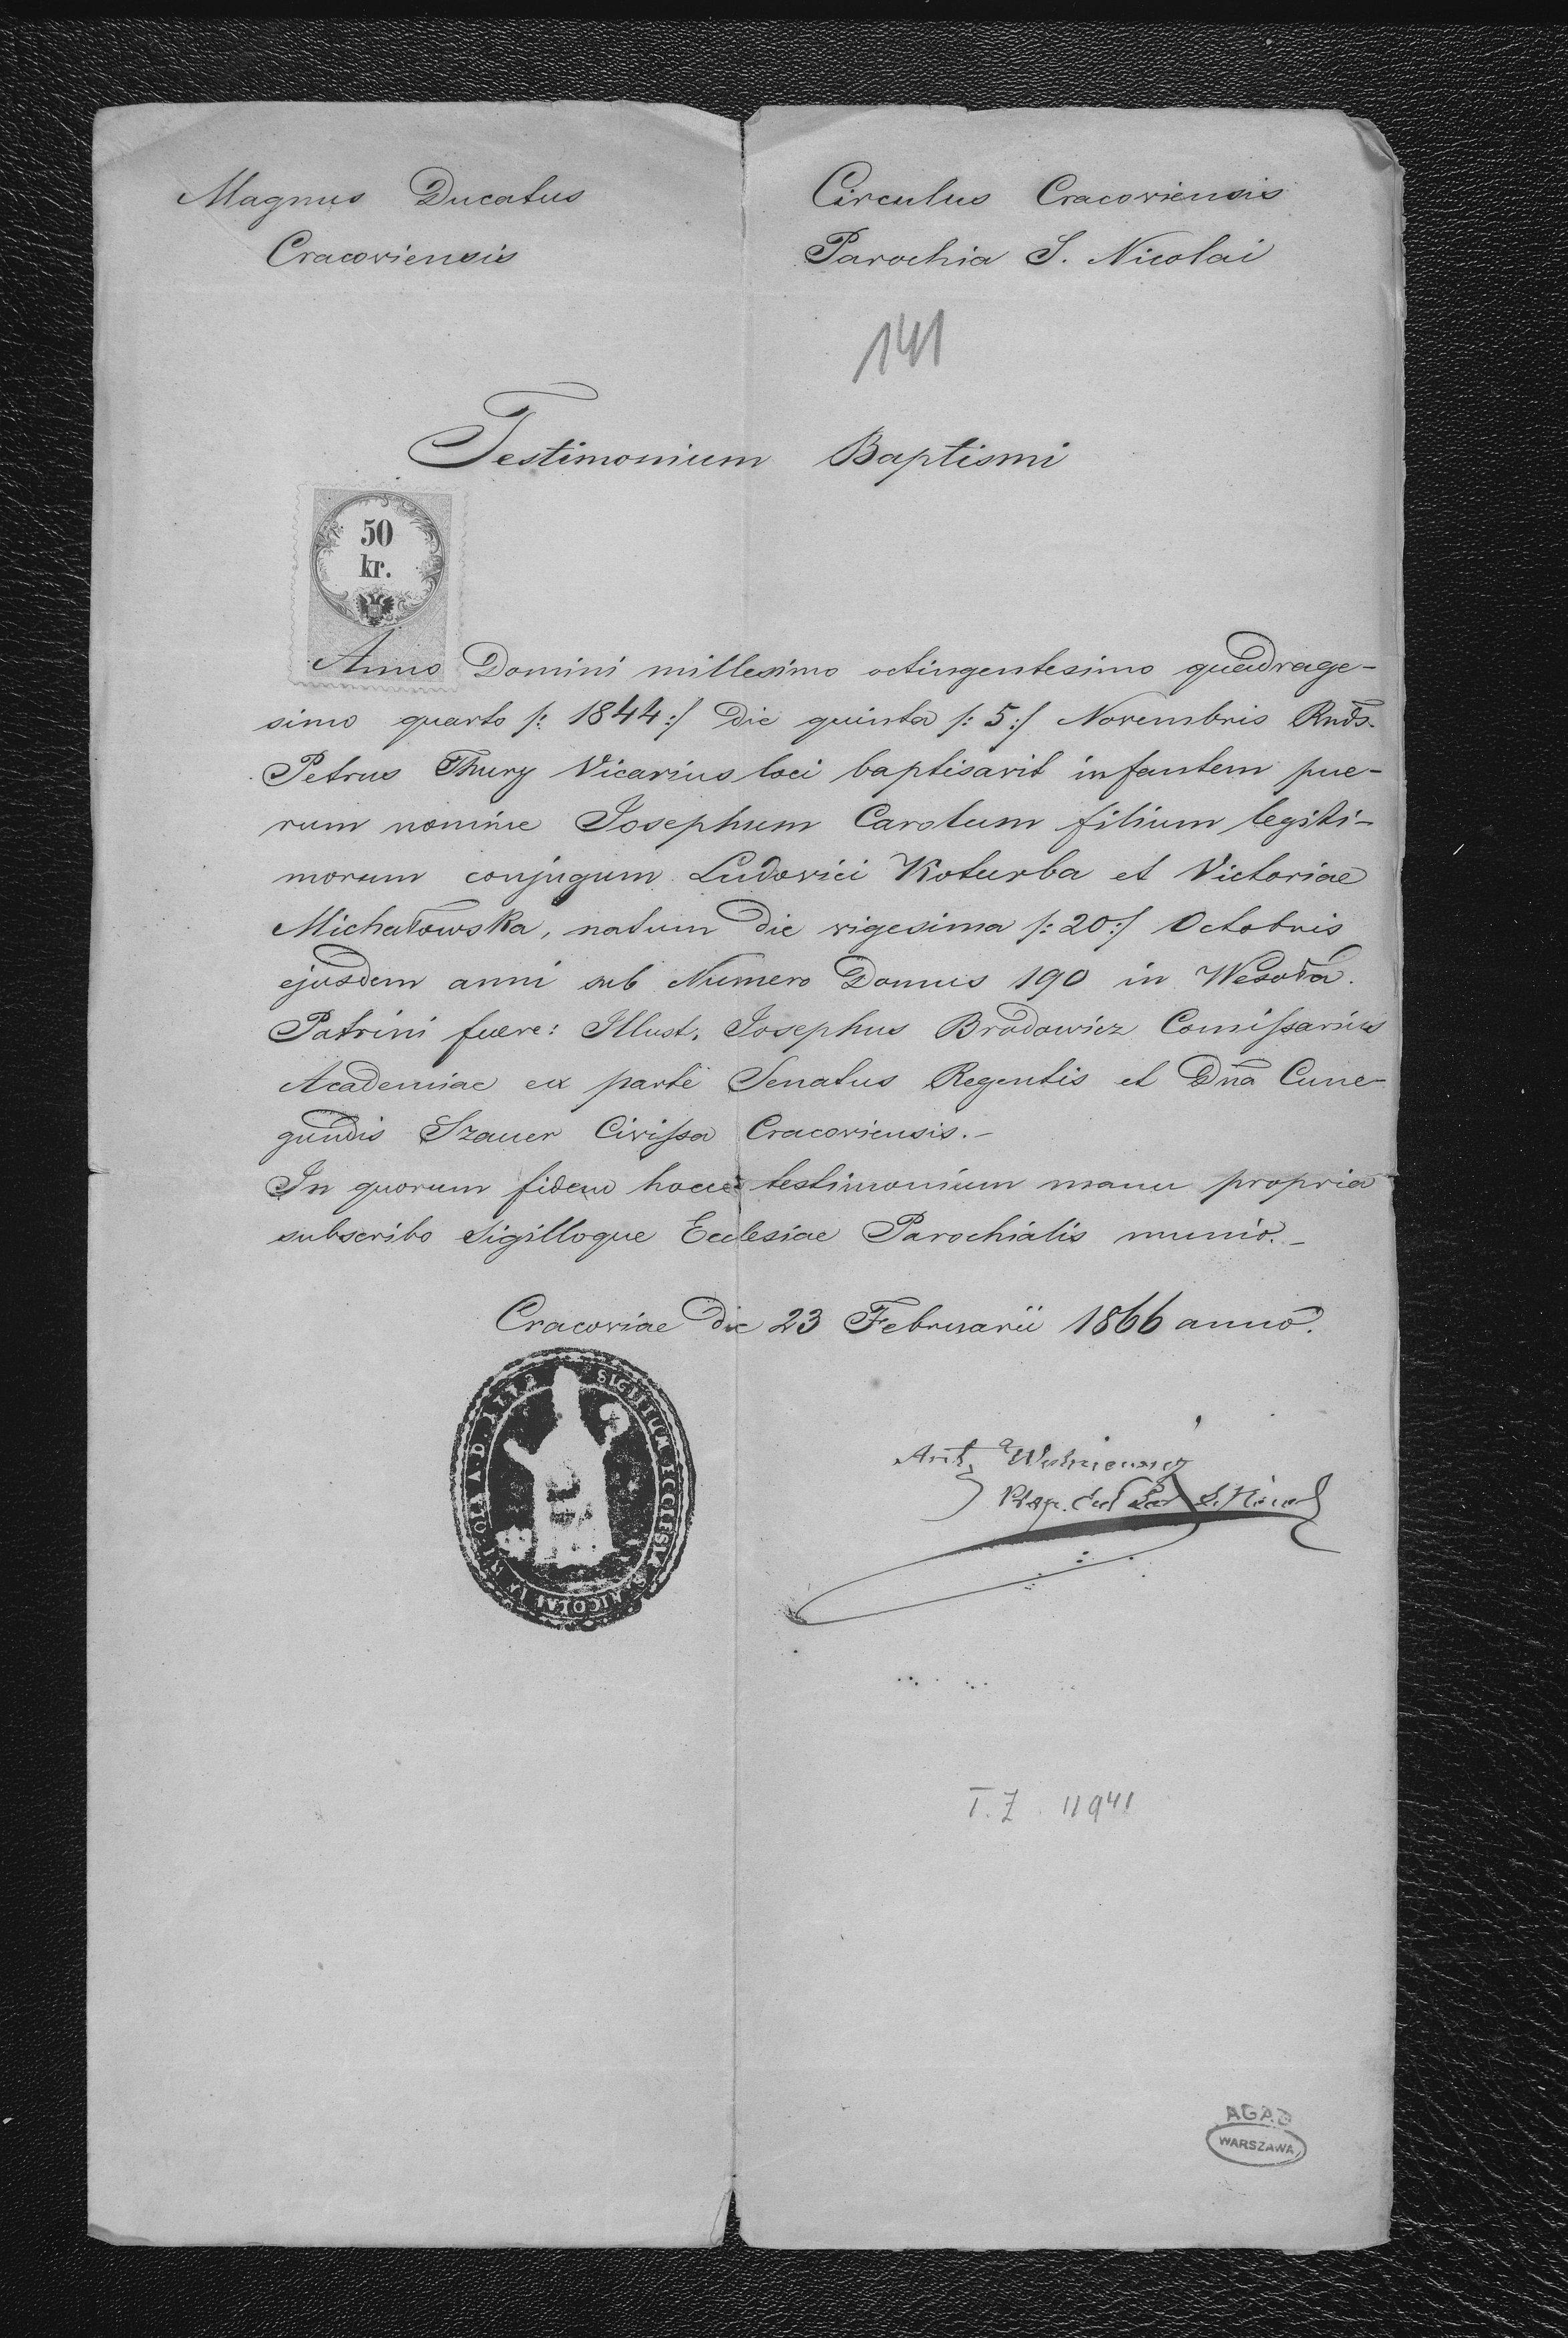 Magnus Ducatus
Cracoviensis
Circulus Cracoviensis
Parochia S. Nicolai
141
Testimonium Baptismi
50
kr.
Anno Domini millesimo octingentesimo quadrage-
simo quarto /: 1844 :/ die quinta /: 5 :/ Novembris Rnds.
Petrus Thury Vicarius loci baptisavit infantem pue-
rum nomine Josephum Carolum filium legiti-
morum conjugum Ludovici Koturba et Victoriae
Michałowska, natum die vigesima /: 20 :/ Octobris
ejusdem anni sub Numero Domus 190 in Wesoła.
Patrini fuere: Illust. Josephus Brodowicz Comissarius
Academiae ex parte Senatus Regentis et Dna Cune-
gundis Szauer Civissa Cracoviensis.-
In quorum fidem hocce testimonium manu propria
subscribo Sigilloque Ecclesiae Parochialis munio.-
Cracoviae die 23 Februarii 1866 anno.
SIGILLUM ECCLESIA S. NICOLAI A.D.
Ant.
T. Z. 11941
AGAD
WARSZAWA